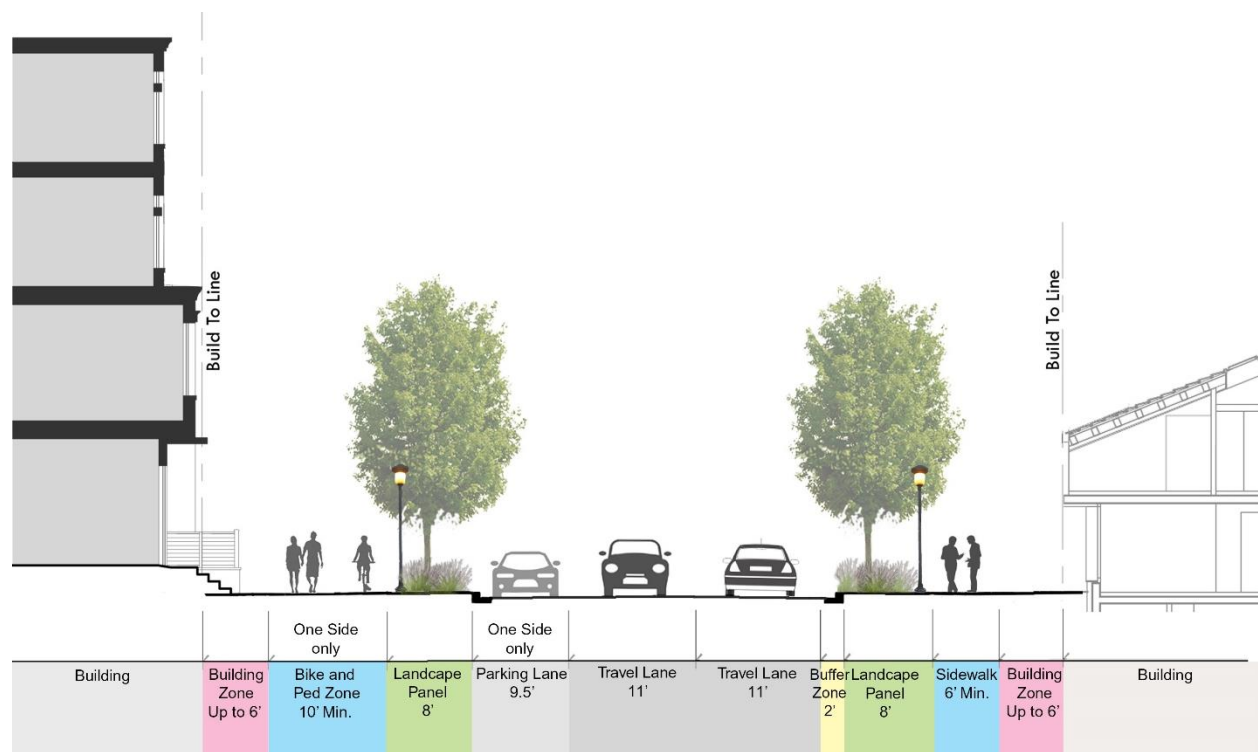 Build To Line
Build To Line
One Side
only
One Side
only
Building
Building
Zone
Up to 6'
Bike and
Ped Zone
10' Min.
Landscape
Panel
8'
Parking Lane
9.5'
Travel Lane
11'
Travel Lane
11'
Buffer
Zone
2'
Landscape
Panel
8'
Sidewalk
6' Min.
Building
Zone
Up to 6'
Building